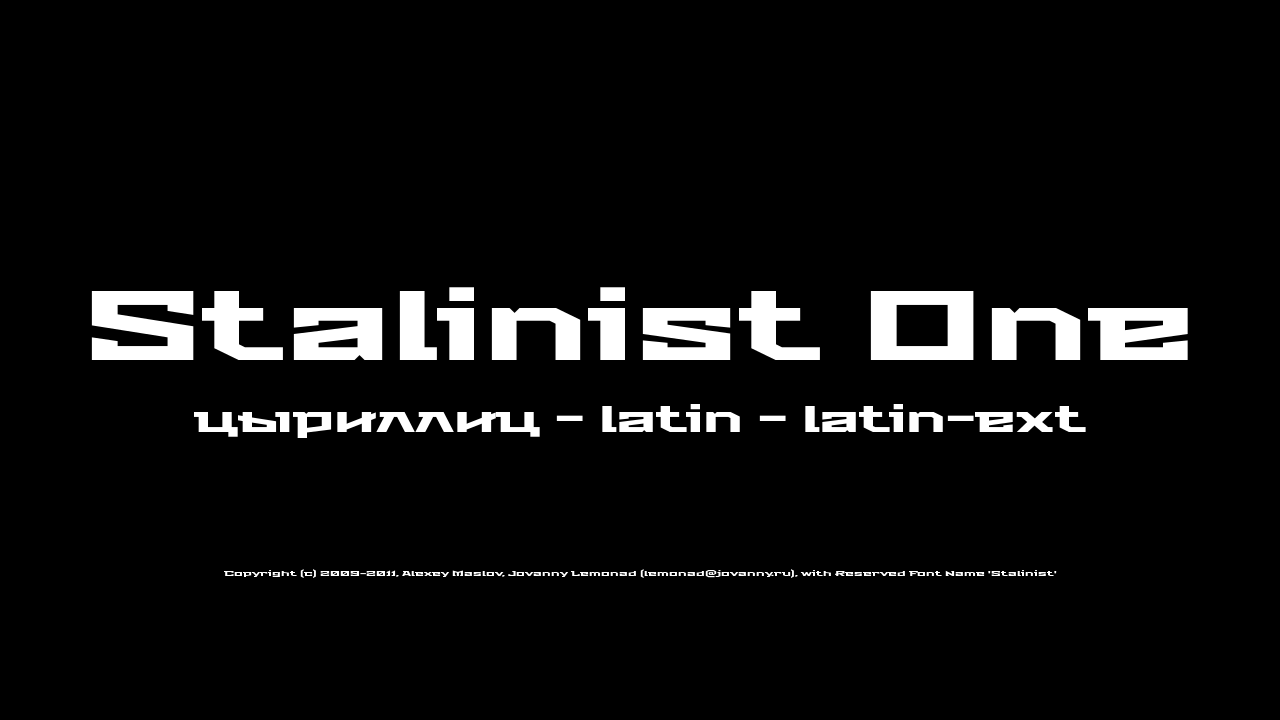 Stalinist One
цыриллиц - latin - latin-ext
Copyright (c) 2009-2011, Alexey Maslov, Jovanny Lemonad (lemonad@jovanny.ru), with Reserved Font Name 'Stalinist'